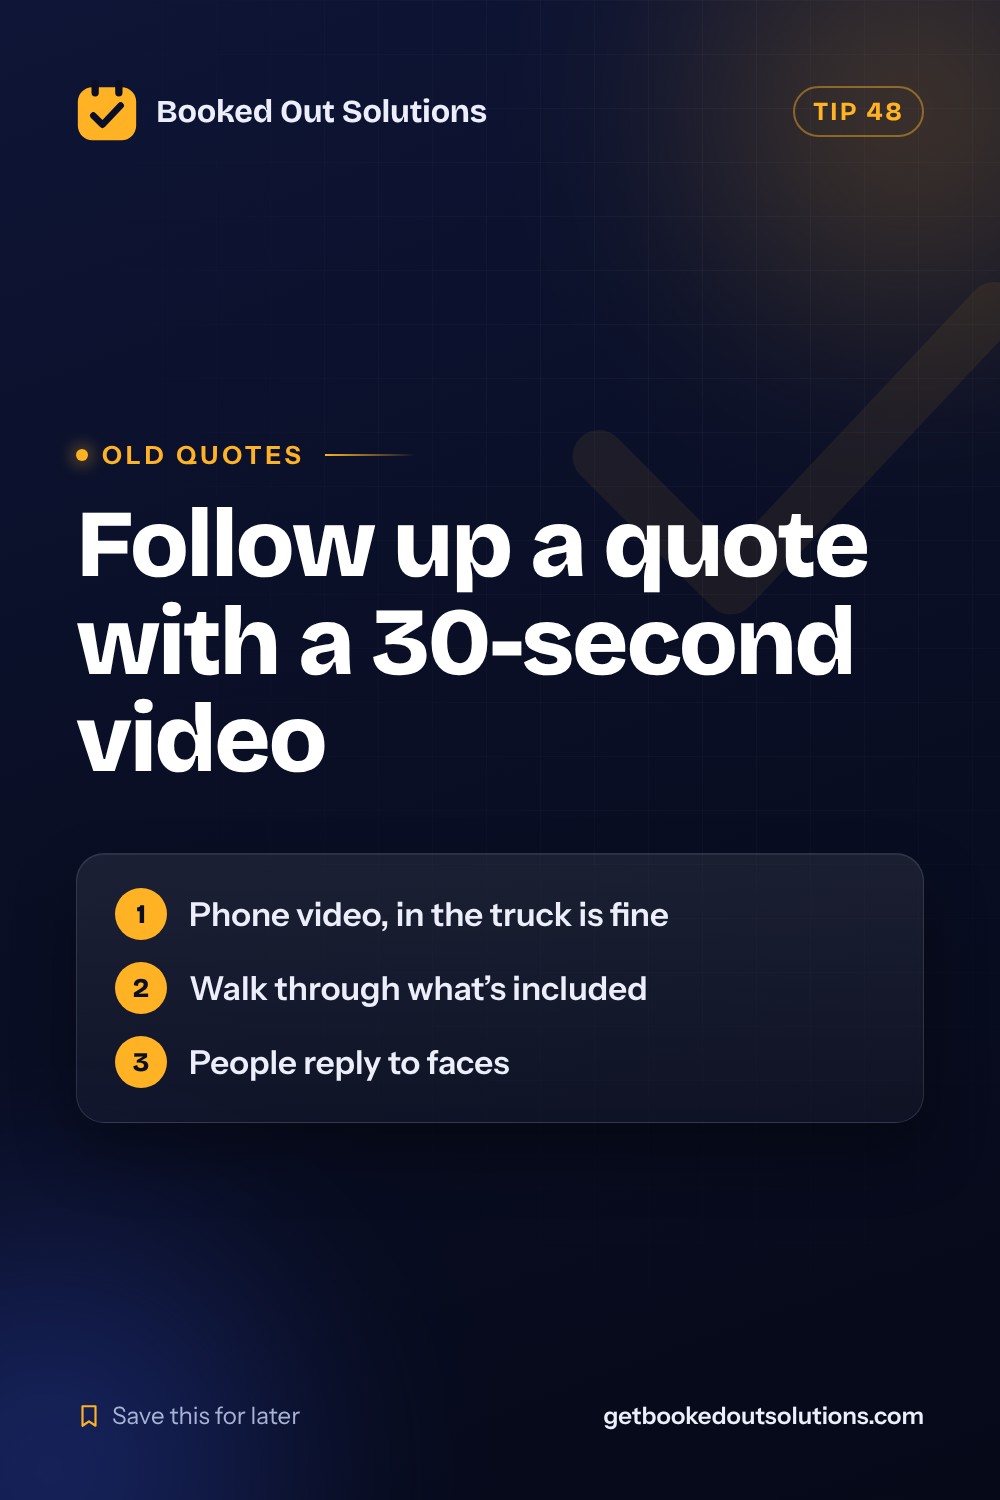 Booked Out Solutions
TIP 48
OLD QUOTES
Follow up a quote
with a 30-second
video
1 Phone video, in the truck is fine
2 Walk through what’s included
3 People reply to faces
Save this for later
getbookedoutsolutions.com